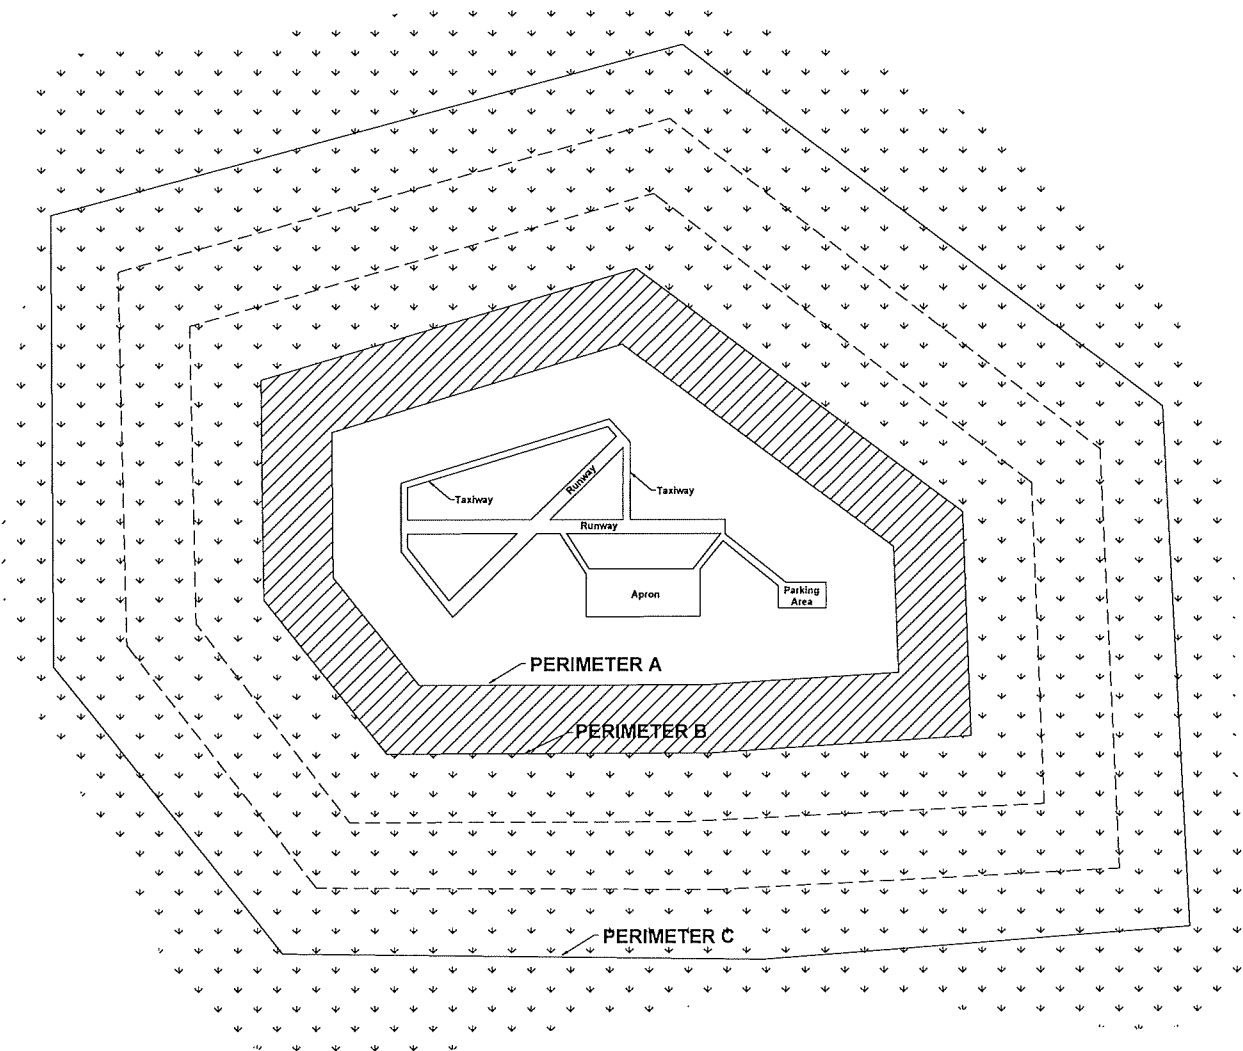 Runway
Taxiway
Taxiway
Runway
Apron
Parking
Area
PERIMETER A
PERIMETER B
PERIMETER C